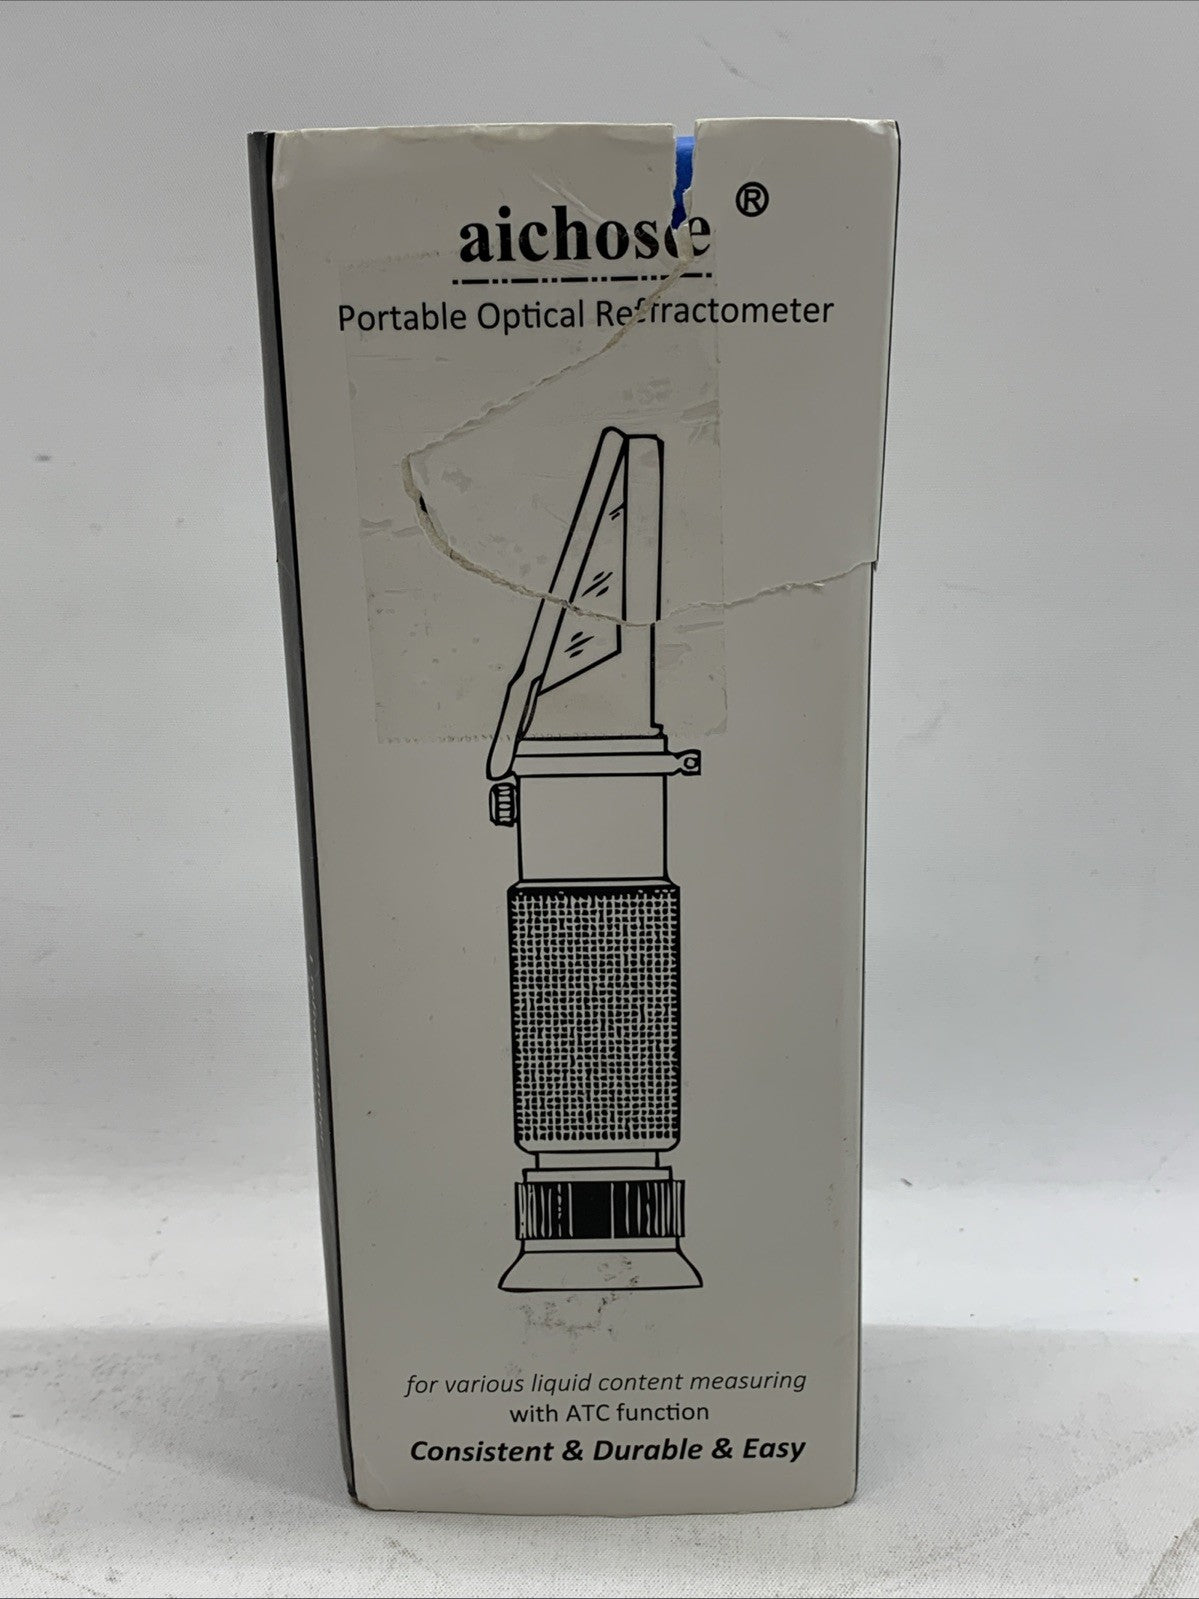 aichose ®
Portable Optical Refractometer
for various liquid content measuring
with ATC function
Consistent & Durable & Easy